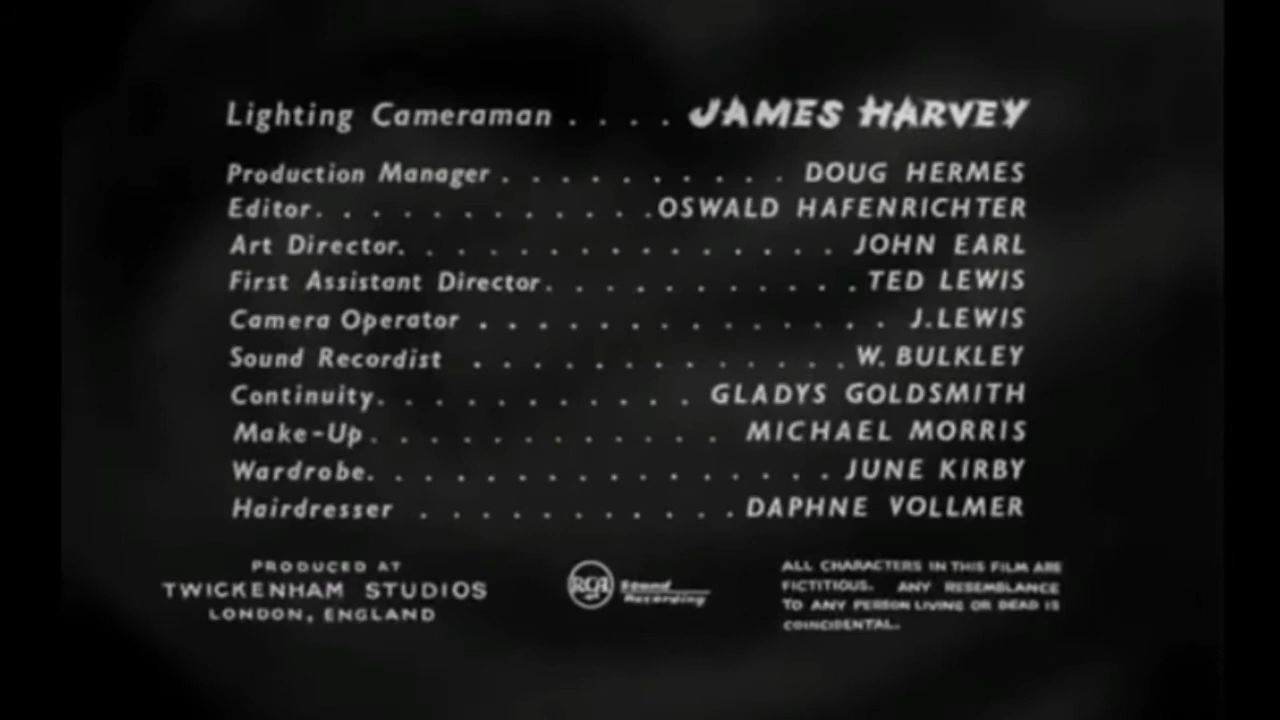 Lighting Cameraman . . . . JAMES HARVEY
Production Manager . . . . . . . . . . DOUG HERMES
Editor. . . . . . . . . . . . .OSWALD HAFENRICHTER
Art Director. . . . . . . . . . . . . . . JOHN EARL
First Assistant Director. . . . . . . . . . . .TED LEWIS
Camera Operator . . . . . . . . . . . . . . J.LEWIS
Sound Recordist . . . . . . . . . . . . .W. BULKLEY
Continuity. . . . . . . . . . . GLADYS GOLDSMITH
Make-Up. . . . . . . . . . . . MICHAEL MORRIS
Wardrobe. . . . . . . . . . . . . . . .JUNE KIRBY
Hairdresser . . . . . . . . . . .DAPHNE VOLLMER
PRODUCED AT
TWICKENHAM STUDIOS
LONDON, ENGLAND
RCA Sound
Recording
ALL CHARACTERS IN THIS FILM ARE
FICTITIOUS. ANY RESEMBLANCE
TO ANY PERSON LIVING OR DEAD IS
COINCIDENTAL.